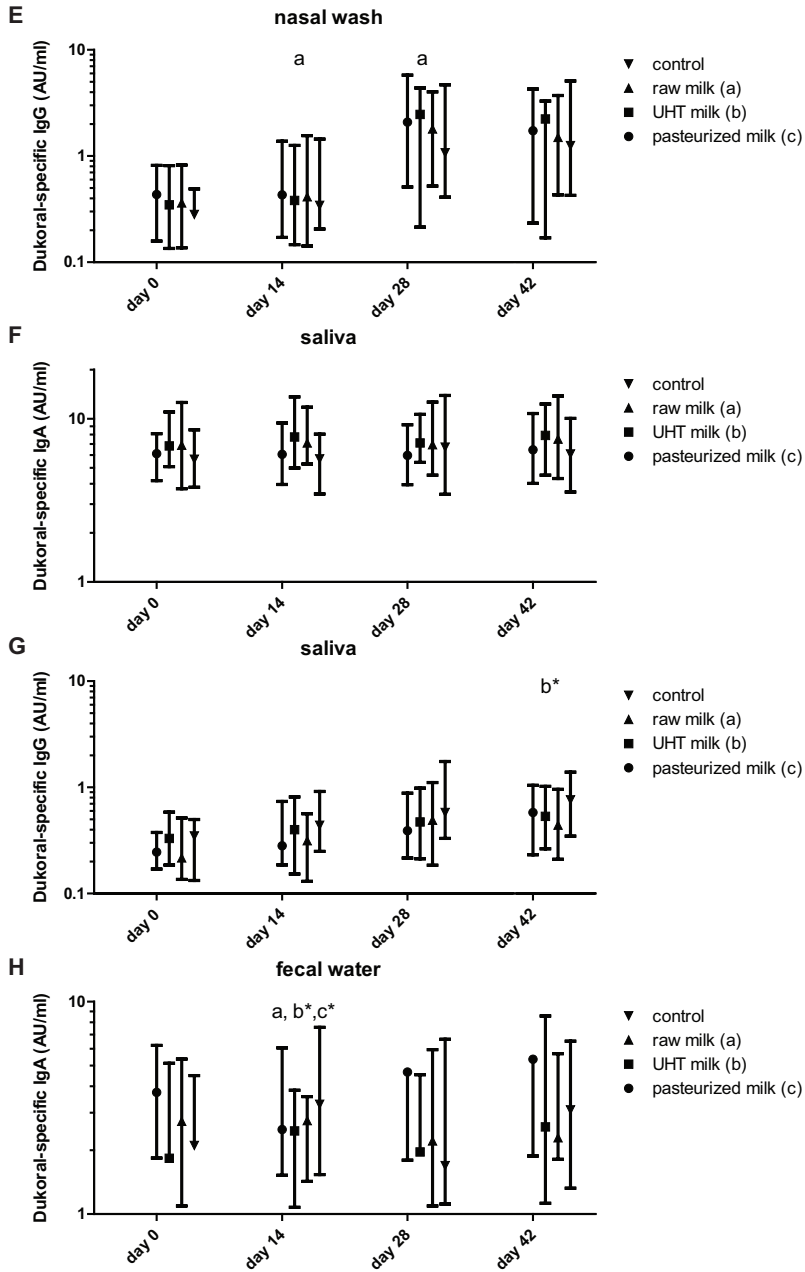 E
nasal wash
Dukoral-specific IgG (AU/ml)
10
1
0.1
a
a
day 0
day 14
day 28
day 42
control
raw milk (a)
UHT milk (b)
pasteurized milk (c)
F
saliva
Dukoral-specific IgA (AU/ml)
10
1
day 0
day 14
day 28
day 42
control
raw milk (a)
UHT milk (b)
pasteurized milk (c)
G
saliva
Dukoral-specific IgG (AU/ml)
10
1
0.1
b*
day 0
day 14
day 28
day 42
control
raw milk (a)
UHT milk (b)
pasteurized milk (c)
H
fecal water
Dukoral-specific IgA (AU/ml)
10
1
a, b*,c*
day 0
day 14
day 28
day 42
control
raw milk (a)
UHT milk (b)
pasteurized milk (c)